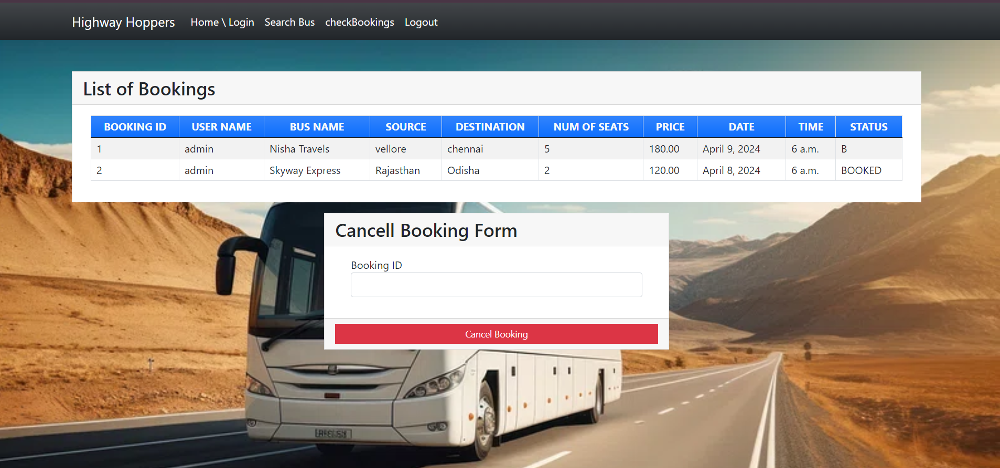 Highway Hoppers Home \ Login Search Bus checkBookings Logout
List of Bookings
BOOKING ID USER NAME BUS NAME SOURCE DESTINATION NUM OF SEATS PRICE DATE TIME STATUS
1 admin Nisha Travels vellore chennai 5 180.00 April 9, 2024 6 a.m. B
2 admin Skyway Express Rajasthan Odisha 2 120.00 April 8, 2024 6 a.m. BOOKED
Cancell Booking Form
Booking ID
Cancel Booking